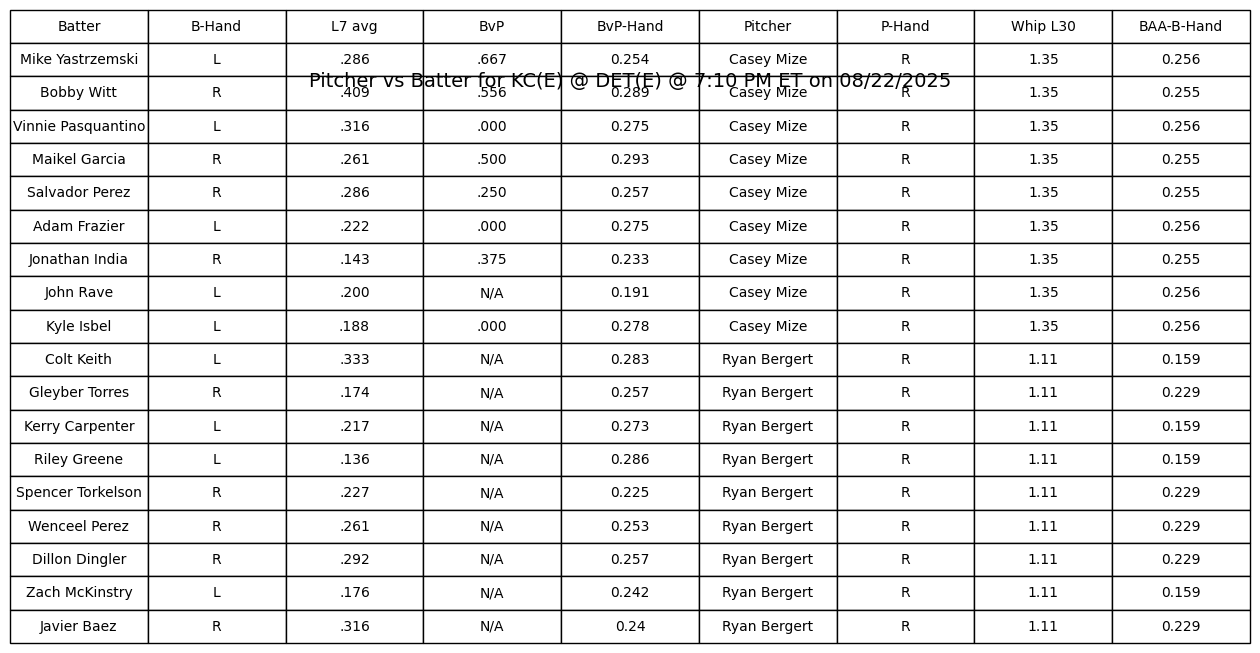 Batter B-Hand L7 avg BvP BvP-Hand Pitcher P-Hand Whip L30 BAA-B-Hand
Mike Yastrzemski L .286 .667 0.254 Casey Mize R 1.35 0.256
Pitcher vs Batter for KC(E) @ DET(E) @ 7:10 PM ET on 08/22/2025
Bobby Witt R .409 .556 0.289 Casey Mize R 1.35 0.255
Vinnie Pasquantino L .316 .000 0.275 Casey Mize R 1.35 0.256
Maikel Garcia R .261 .500 0.293 Casey Mize R 1.35 0.255
Salvador Perez R .286 .250 0.257 Casey Mize R 1.35 0.255
Adam Frazier L .222 .000 0.275 Casey Mize R 1.35 0.256
Jonathan India R .143 .375 0.233 Casey Mize R 1.35 0.255
John Rave L .200 N/A 0.191 Casey Mize R 1.35 0.256
Kyle Isbel L .188 .000 0.278 Casey Mize R 1.35 0.256
Colt Keith L .333 N/A 0.283 Ryan Bergert R 1.11 0.159
Gleyber Torres R .174 N/A 0.257 Ryan Bergert R 1.11 0.229
Kerry Carpenter L .217 N/A 0.273 Ryan Bergert R 1.11 0.159
Riley Greene L .136 N/A 0.286 Ryan Bergert R 1.11 0.159
Spencer Torkelson R .227 N/A 0.225 Ryan Bergert R 1.11 0.229
Wenceel Perez R .261 N/A 0.253 Ryan Bergert R 1.11 0.229
Dillon Dingler R .292 N/A 0.257 Ryan Bergert R 1.11 0.229
Zach McKinstry L .176 N/A 0.242 Ryan Bergert R 1.11 0.159
Javier Baez R .316 N/A 0.24 Ryan Bergert R 1.11 0.229